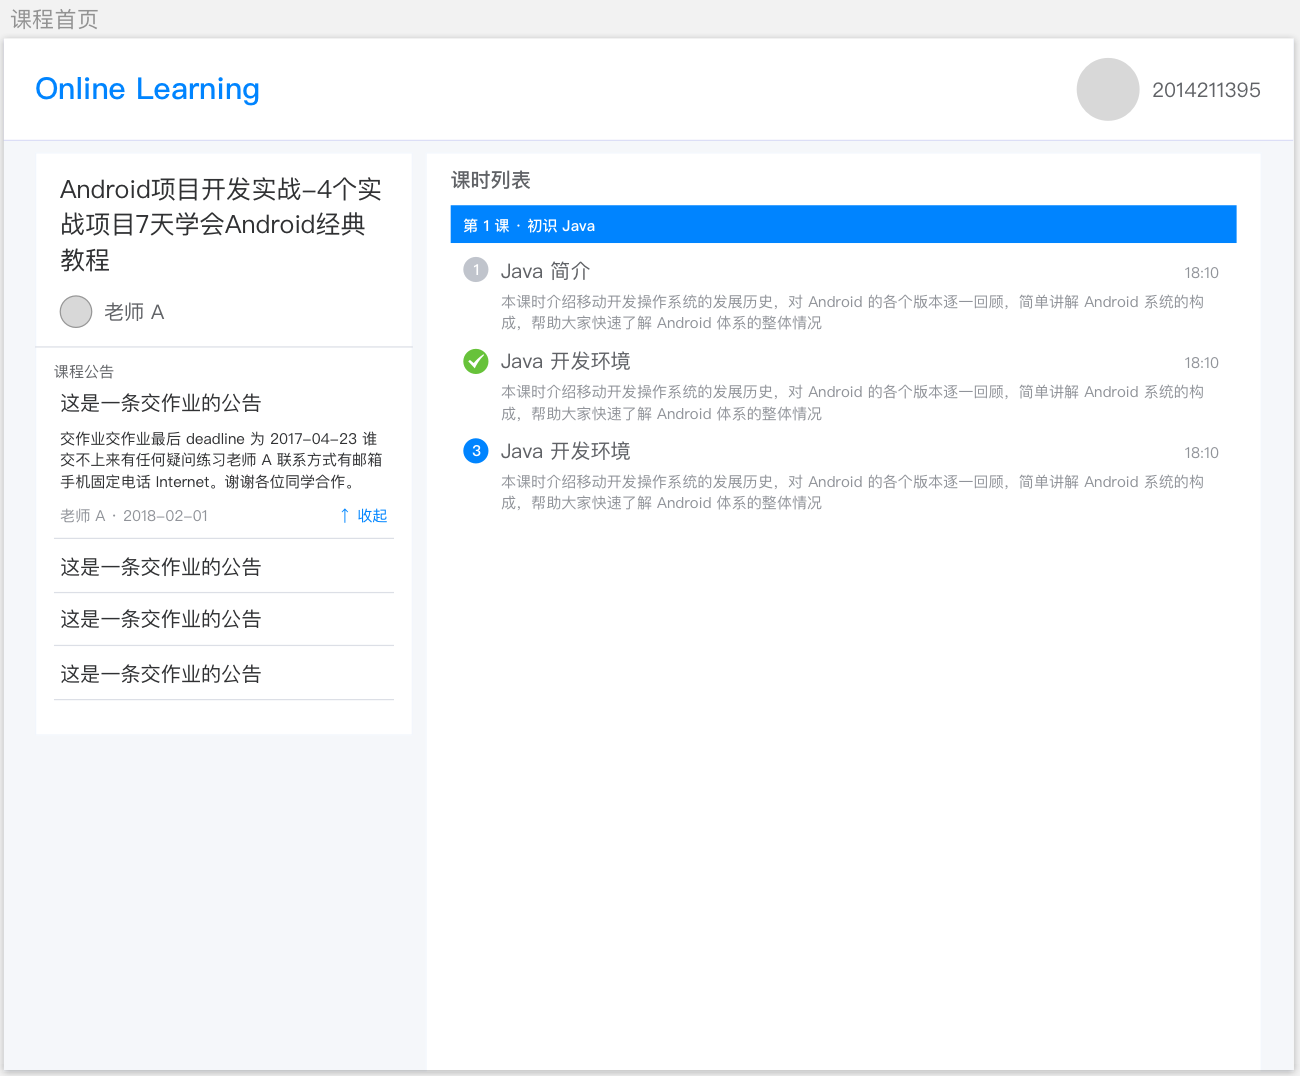 课程首页
Online Learning
2014211395
Android项目开发实战-4个实
战项目7天学会Android经典
教程
老师 A
课程公告
这是一条交作业的公告
交作业交作业最后 deadline 为 2017-04-23 谁
交不上来有任何疑问练习老师 A 联系方式有邮箱
手机固定电话 Internet。谢谢各位同学合作。
老师 A · 2018-02-01
↑ 收起
这是一条交作业的公告
这是一条交作业的公告
这是一条交作业的公告
课时列表
第 1 课 · 初识 Java
1 Java 简介 18:10
本课时介绍移动开发操作系统的发展历史，对 Android 的各个版本逐一回顾，简单讲解 Android 系统的构
成，帮助大家快速了解 Android 体系的整体情况
Java 开发环境 18:10
本课时介绍移动开发操作系统的发展历史，对 Android 的各个版本逐一回顾，简单讲解 Android 系统的构
成，帮助大家快速了解 Android 体系的整体情况
3 Java 开发环境 18:10
本课时介绍移动开发操作系统的发展历史，对 Android 的各个版本逐一回顾，简单讲解 Android 系统的构
成，帮助大家快速了解 Android 体系的整体情况